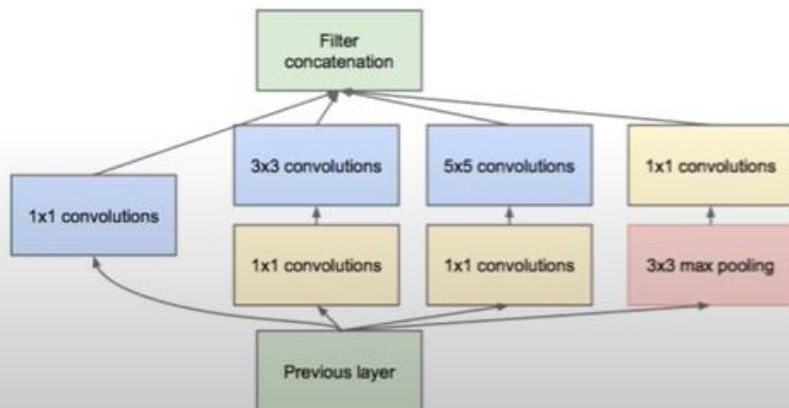 Filter
concatenation
3x3 convolutions
5x5 convolutions
1x1 convolutions
1x1 convolutions
1x1 convolutions
1x1 convolutions
3x3 max pooling
Previous layer